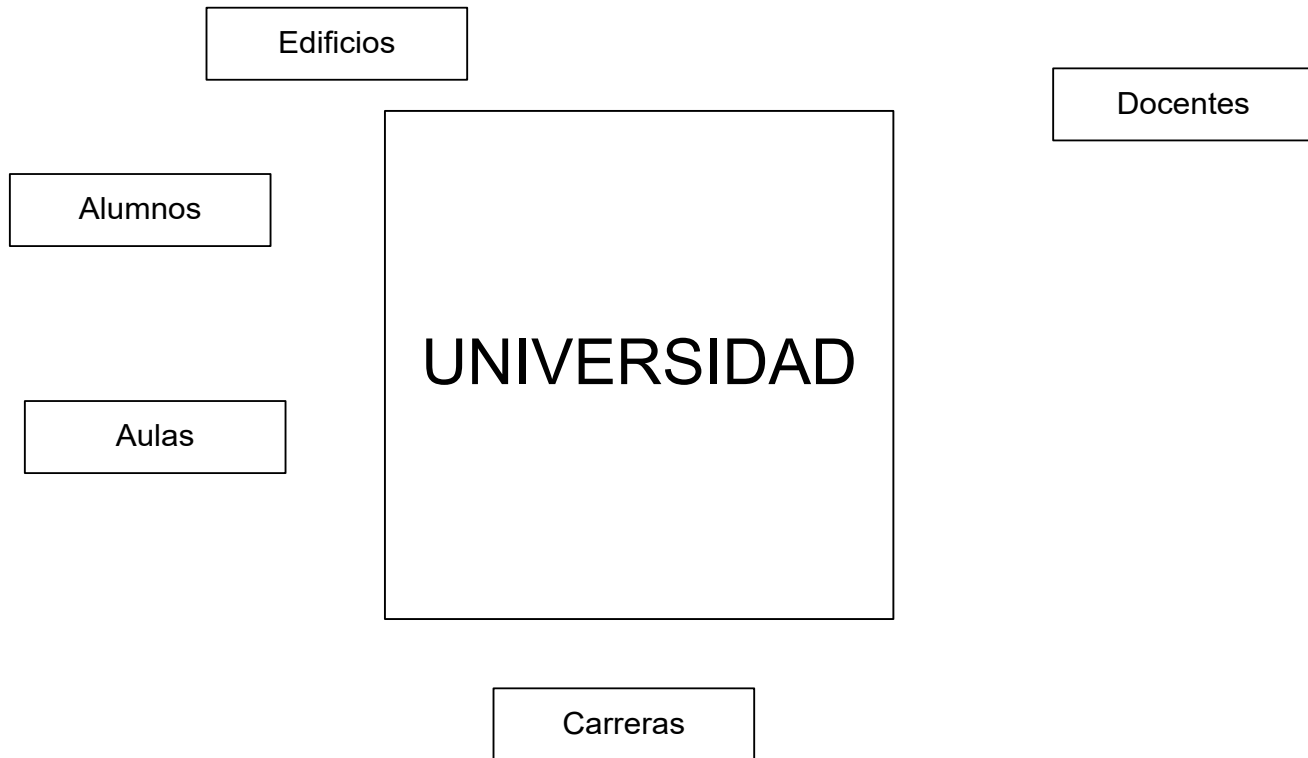 Edificios
Docentes
Alumnos
UNIVERSIDAD
Aulas
Carreras